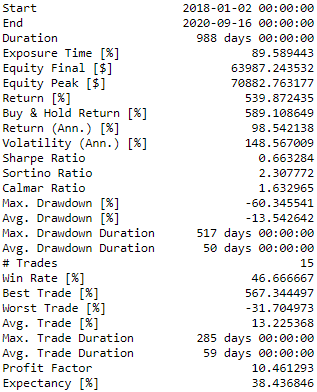 Start 2018-01-02 00:00:00
End 2020-09-16 00:00:00
Duration 988 days 00:00:00
Exposure Time [%] 89.589443
Equity Final [$] 63987.243532
Equity Peak [$] 70882.763177
Return [%] 539.872435
Buy & Hold Return [%] 589.108649
Return (Ann.) [%] 98.542138
Volatility (Ann.) [%] 148.567009
Sharpe Ratio 0.663284
Sortino Ratio 2.307772
Calmar Ratio 1.632965
Max. Drawdown [%] -60.345541
Avg. Drawdown [%] -13.542642
Max. Drawdown Duration 517 days 00:00:00
Avg. Drawdown Duration 50 days 00:00:00
# Trades 15
Win Rate [%] 46.666667
Best Trade [%] 567.344497
Worst Trade [%] -31.704973
Avg. Trade [%] 13.225368
Max. Trade Duration 285 days 00:00:00
Avg. Trade Duration 59 days 00:00:00
Profit Factor 10.461293
Expectancy [%] 38.436846